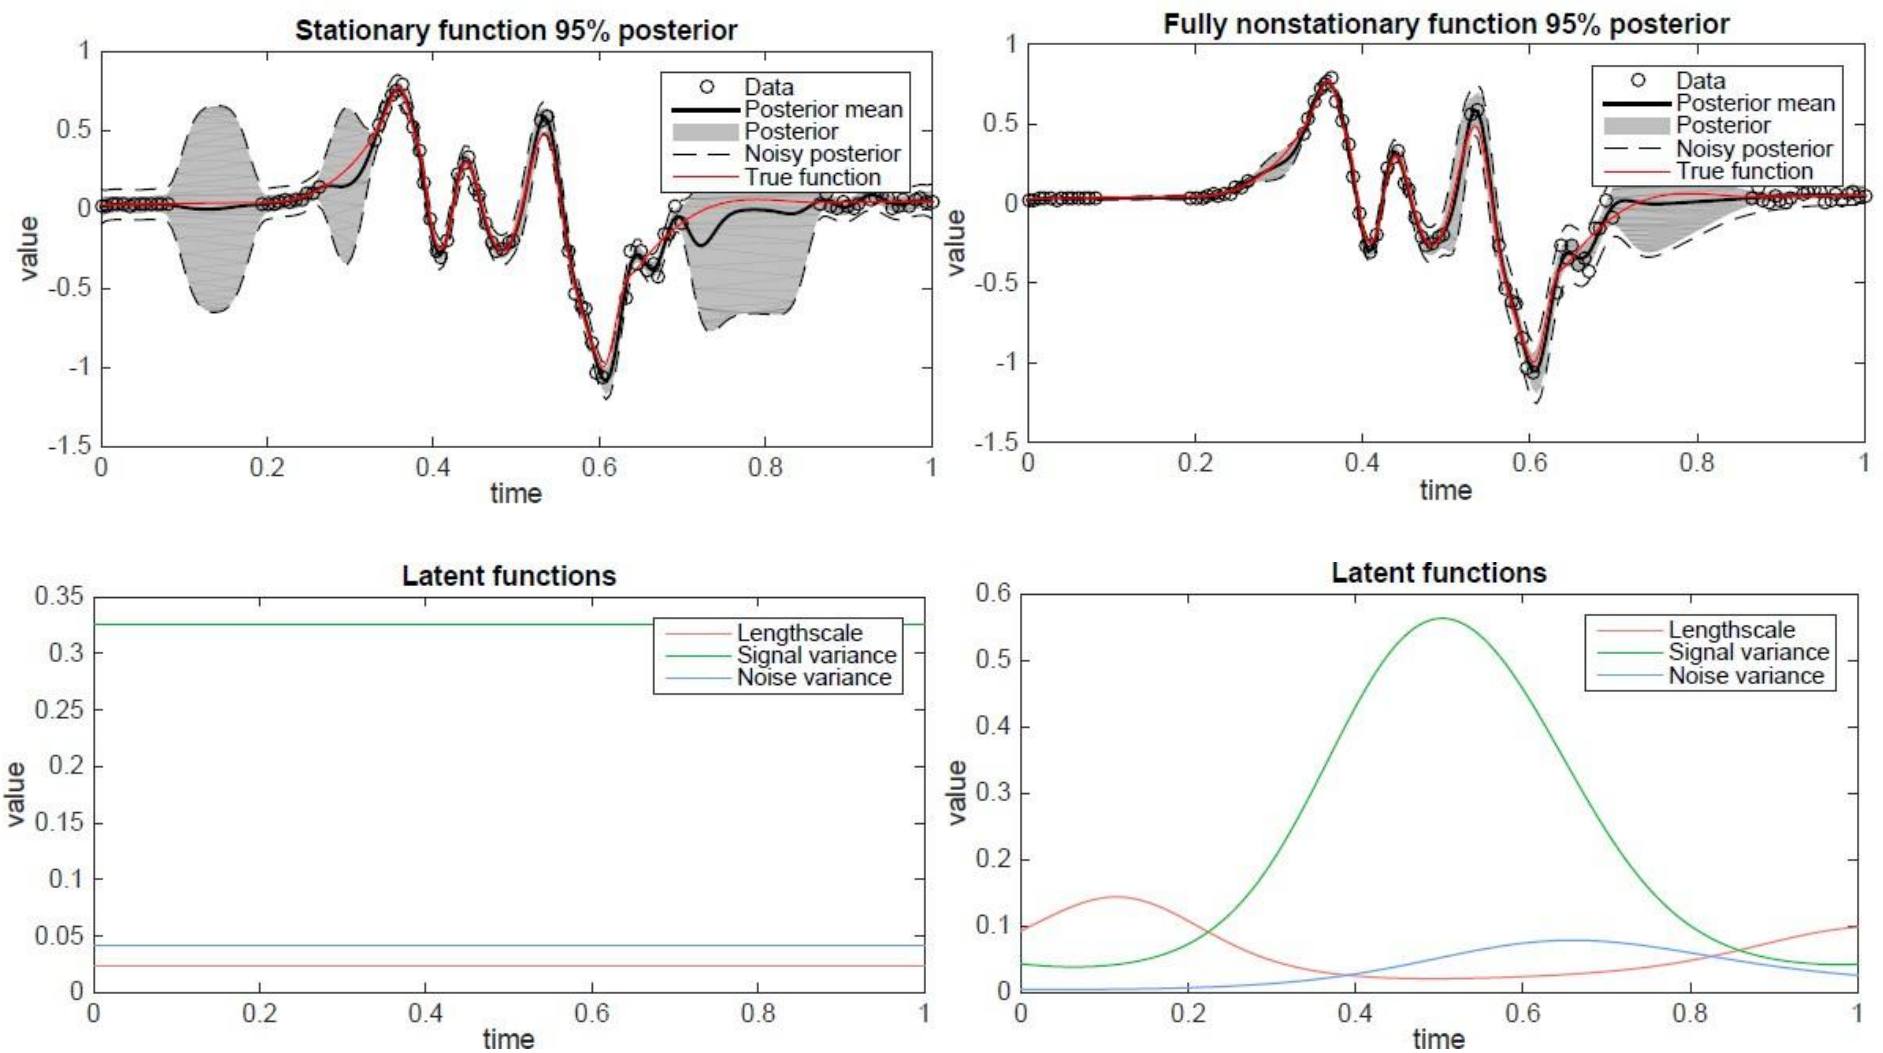 Stationary function 95% posterior
1
0.5
0
-0.5
-1
-1.5
value
Data
Posterior mean
Posterior
Noisy posterior
True function
0 0.2 0.4 0.6 0.8 1
time
Fully nonstationary function 95% posterior
1
0.5
0
-0.5
-1
-1.5
value
Data
Posterior mean
Posterior
Noisy posterior
True function
0 0.2 0.4 0.6 0.8 1
time
Latent functions
0.35
0.3
0.25
0.2
0.15
0.1
0.05
0
value
Lengthscale
Signal variance
Noise variance
0 0.2 0.4 0.6 0.8 1
time
Latent functions
0.6
0.5
0.4
0.3
0.2
0.1
0
value
Lengthscale
Signal variance
Noise variance
0 0.2 0.4 0.6 0.8 1
time